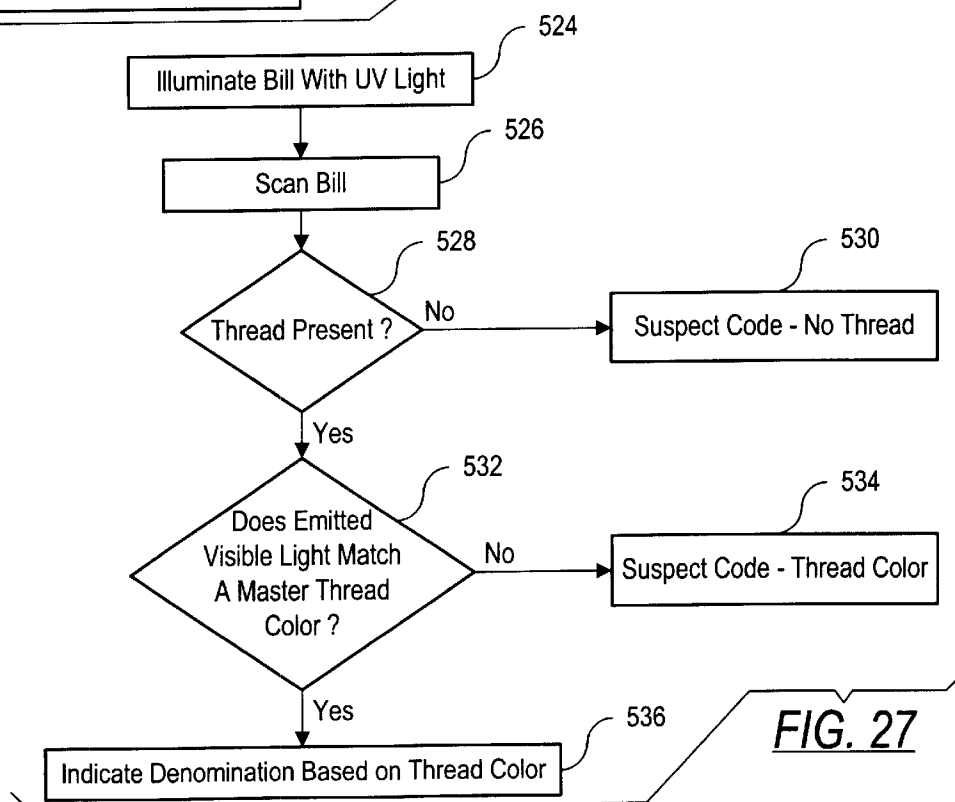 524
Illuminate Bill With UV Light
526
Scan Bill
528
530
Thread Present ?
No
Suspect Code - No Thread
Yes
532
534
Does Emitted
Visible Light Match
A Master Thread
Color ?
No
Suspect Code - Thread Color
Yes
536
Indicate Denomination Based on Thread Color
FIG. 27